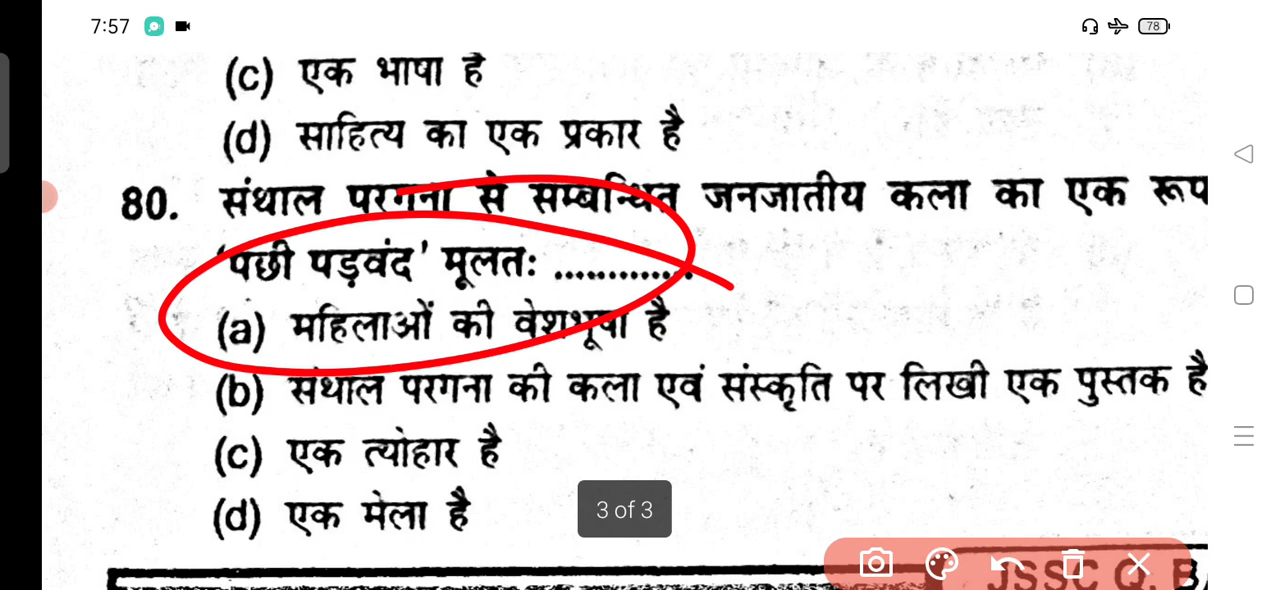 7:57
78
(c) एक भाषा है
(d) साहित्य का एक प्रकार है
80. संथाल परगना से सम्बन्धित जनजातीय कला का एक रूप
'पंछी पड़वंद' मूलतः .............
(a) महिलाओं की वेशभूषा है
(b) संथाल परगना की कला एवं संस्कृति पर लिखी एक पुस्तक है
(c) एक त्योहार है
(d) एक मेला है
3 of 3
JSSC Q. B